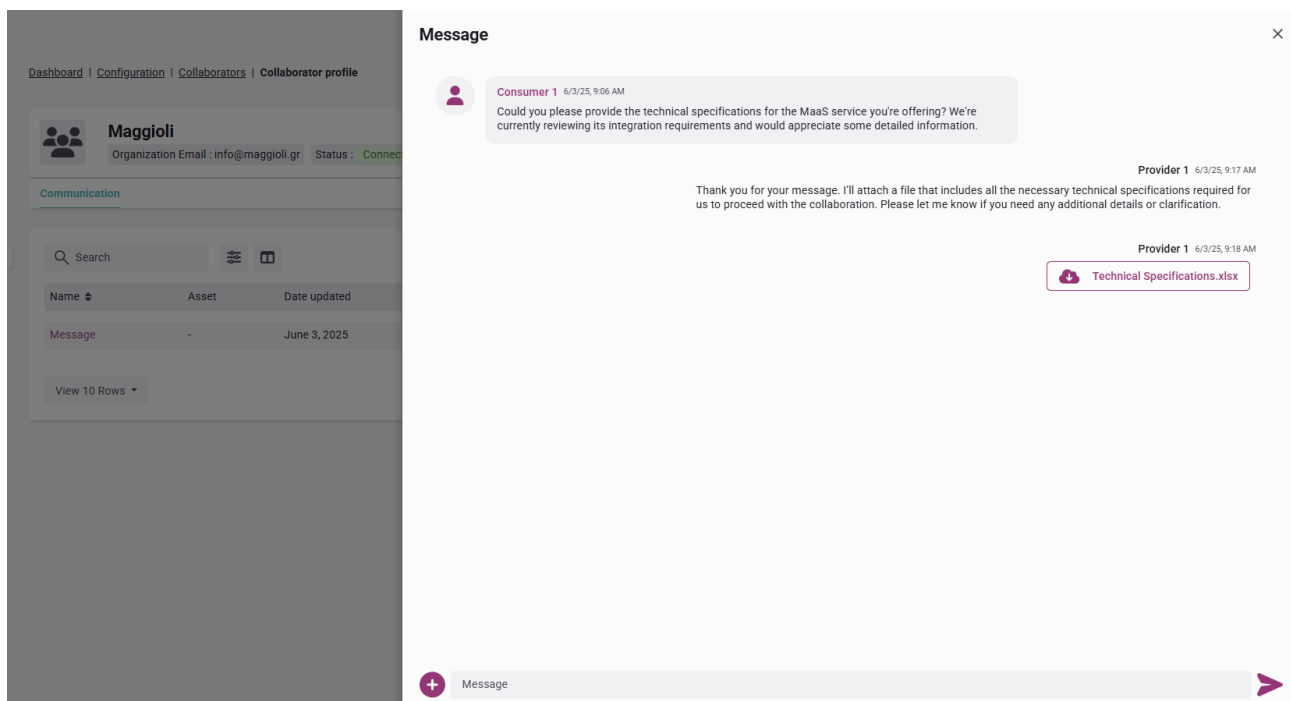 Message
Dashboard | Configuration | Collaborators | Collaborator profile
Maggioli
Organization Email : info@maggioli.gr Status :
Communication
Search
Name Asset Date updated
Message - June 3, 2025
View 10 Rows
Consumer 1 6/3/25, 9:06 AM
Could you please provide the technical specifications for the MaaS service you're offering? We're
currently reviewing its integration requirements and would appreciate some detailed information.
Provider 1 6/3/25, 9:17 AM
Thank you for your message. I'll attach a file that includes all the necessary technical specifications required for
us to proceed with the collaboration. Please let me know if you need any additional details or clarification.
Provider 1 6/3/25, 9:18 AM
Technical Specifications.xlsx
Message